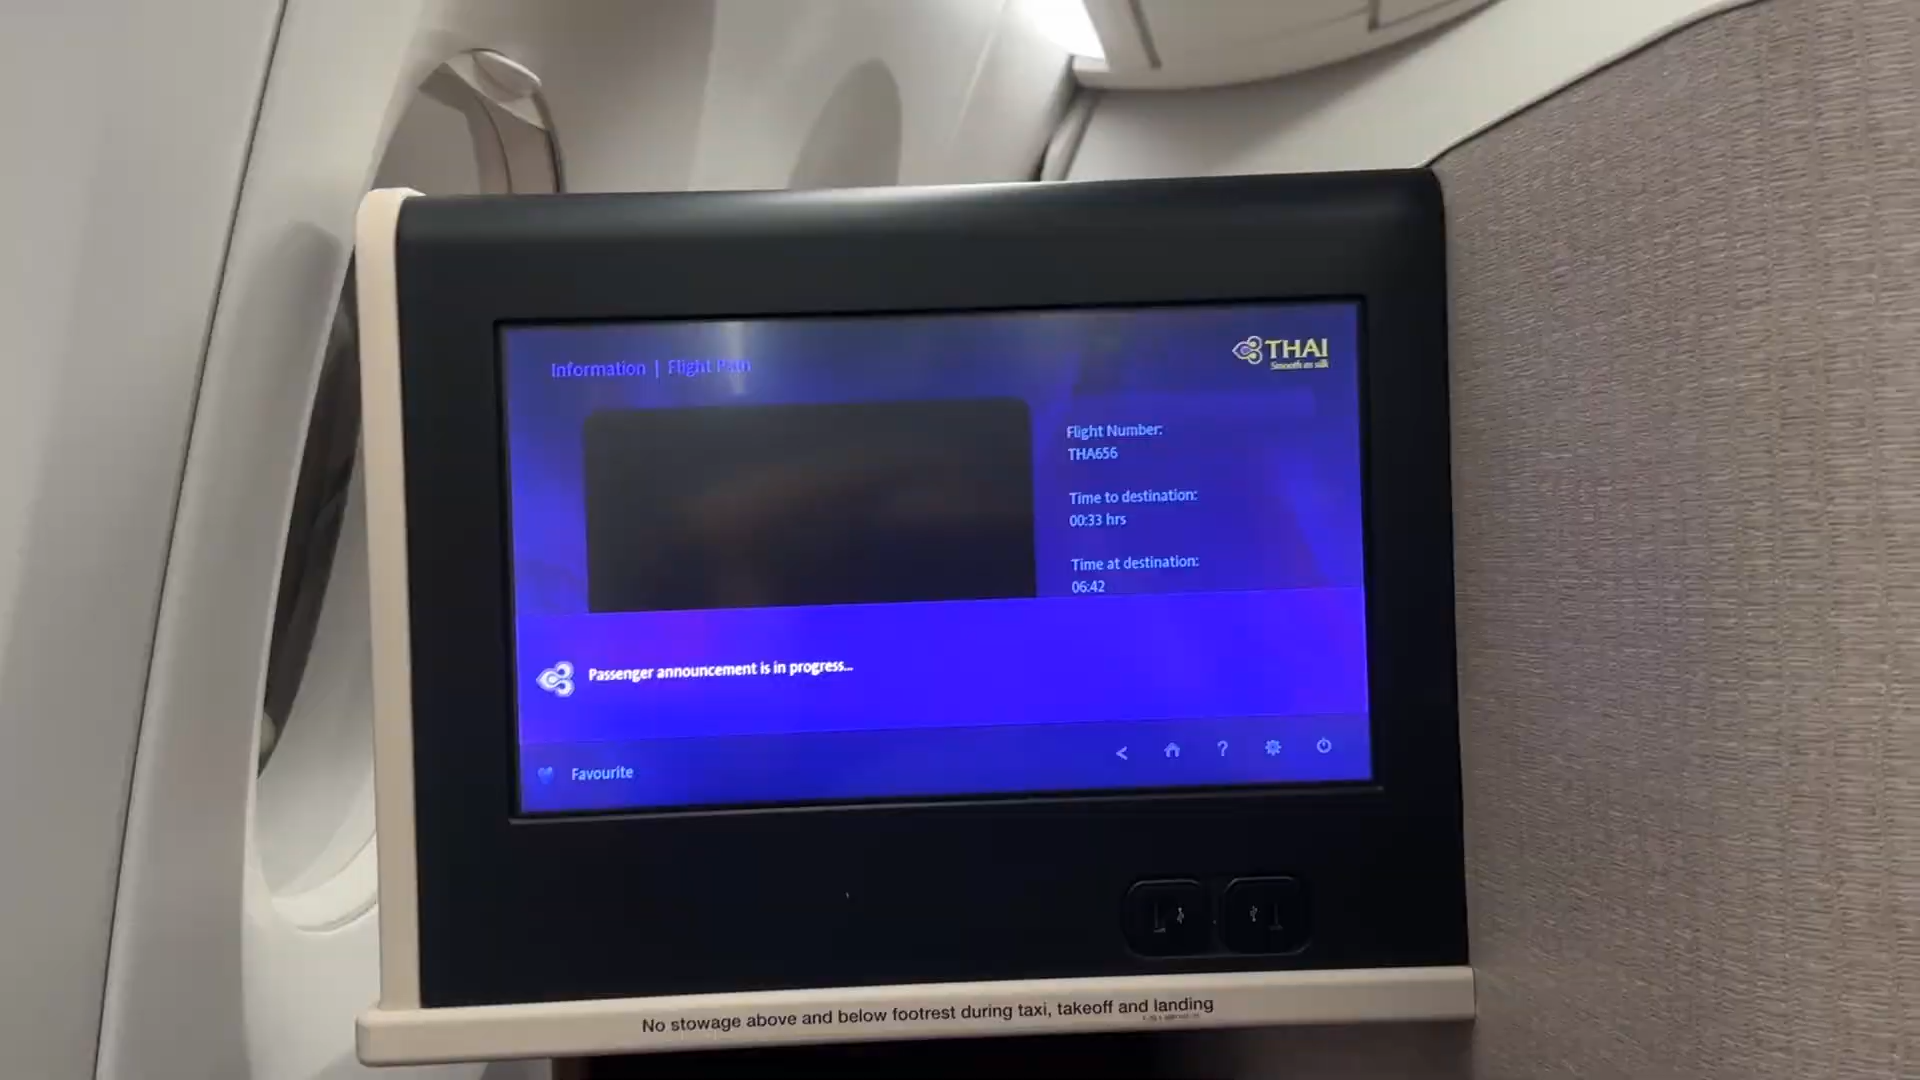 Information | Flight Path
THAI
Smooth as silk
Flight Number:
THA656
Time to destination:
00:33 hrs
Time at destination:
06:42
Passenger announcement is in progress...
Favourite
No stowage above and below footrest during taxi, takeoff and landing